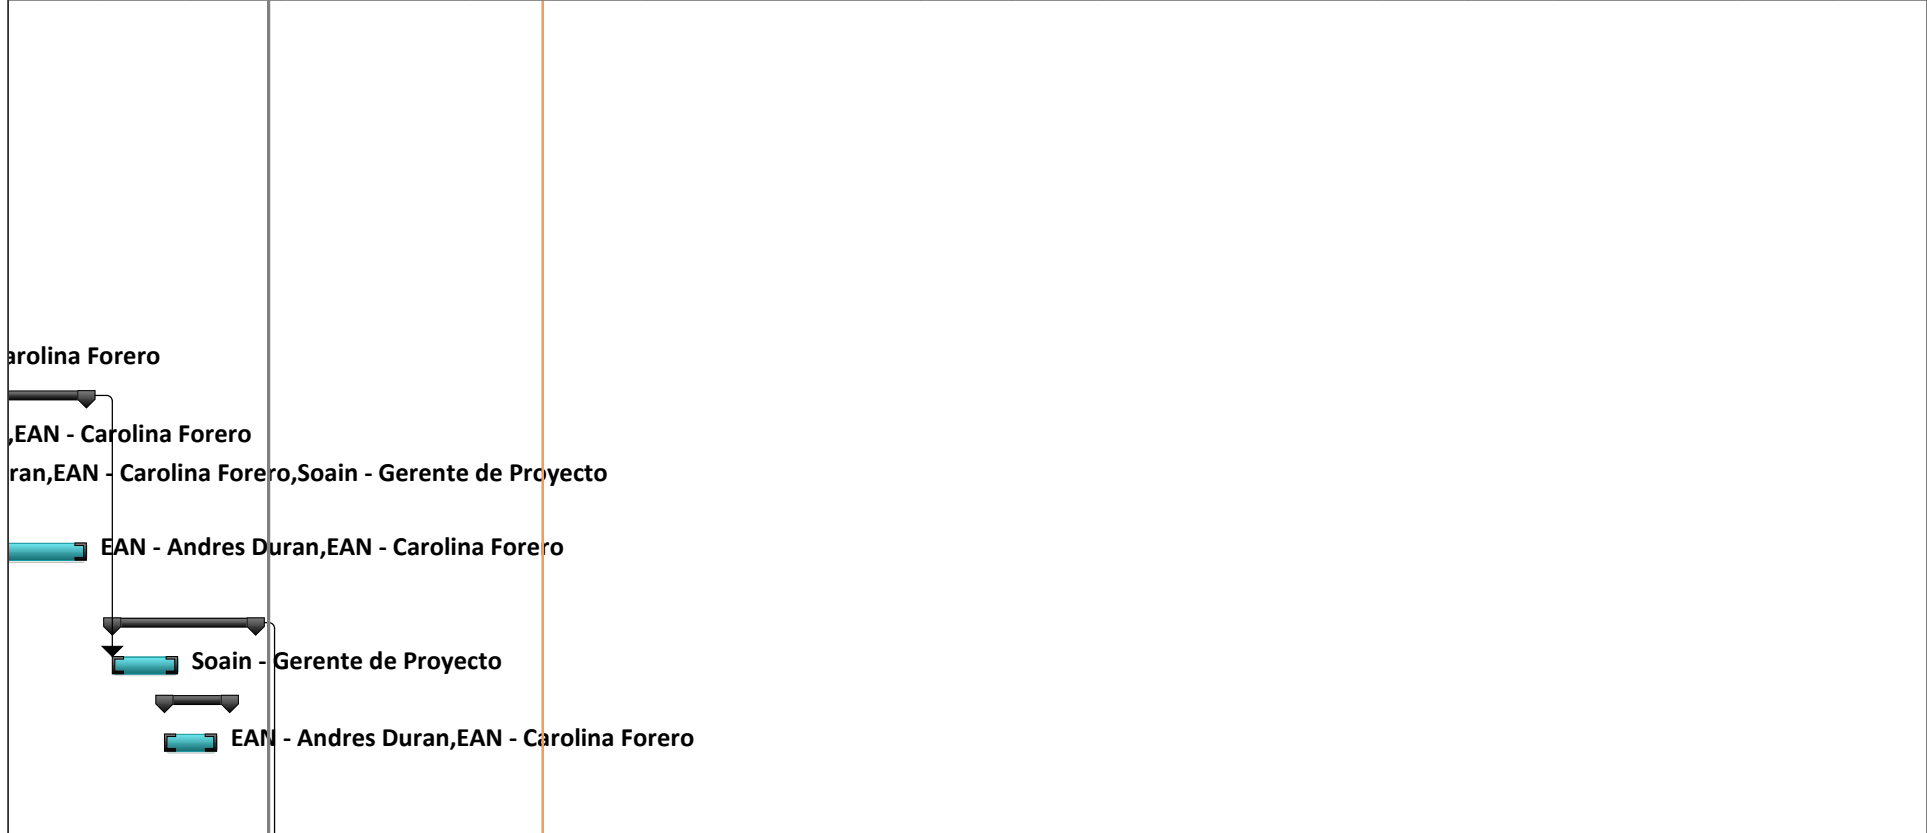 arolina Forero
,EAN - Carolina Forero
ran,EAN - Carolina Forero,Soain - Gerente de Proyecto
EAN - Andres Duran,EAN - Carolina Forero
Soain - Gerente de Proyecto
EAN - Andres Duran,EAN - Carolina Forero